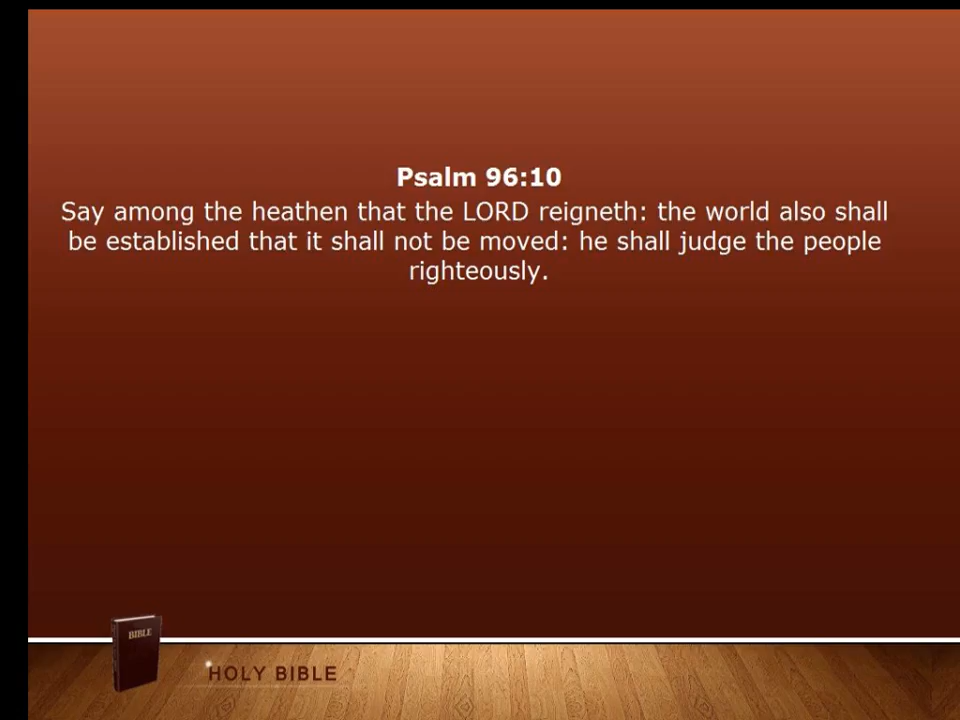 Psalm 96:10
Say among the heathen that the LORD reigneth: the world also shall
be established that it shall not be moved: he shall judge the people
righteously.
BIBLE
HOLY BIBLE